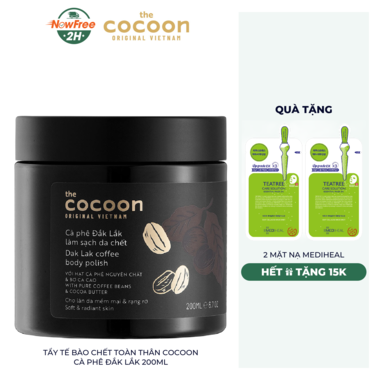 NowFree
2H
the
cocoon
ORIGINAL VIETNAM
the
cocoon
ORIGINAL VIETNAM
Cà phê Đắk Lắk
làm sạch da chết
Dak Lak coffee
body polish
VỚI HẠT CÀ PHÊ NGUYÊN CHẤT
& BƠ CA CAO
WITH PURE COFFEE BEANS
& COCOA BUTTER
Cho làn da mềm mại & rạng rỡ
Soft & radiant skin
QUÀ TẶNG
TEATREE
TEATREE
2 MẶT NẠ MEDIHEAL
HẾT TẶNG 15K
TẨY TẾ BÀO CHẾT TOÀN THÂN COCOON
CÀ PHÊ ĐẮK LẮK 200ML